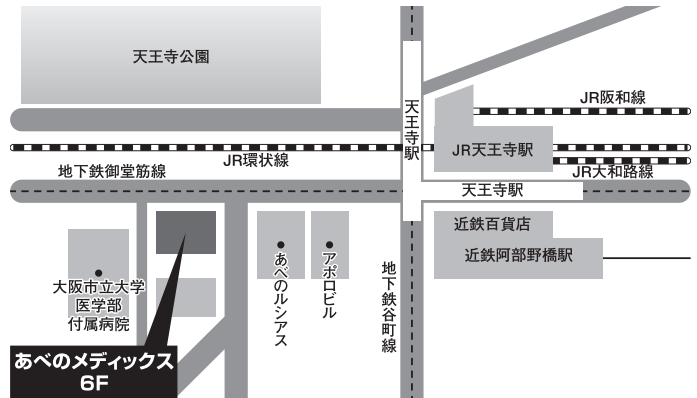 天王寺公園
天王寺駅
JR阪和線
JR天王寺駅
JR環状線
JR大和路線
地下鉄御堂筋線
天王寺駅
近鉄百貨店
近鉄阿部野橋駅
あべのルシアス
アポロビル
地下鉄谷町線
大阪市立大学
医学部
付属病院
あべのメディックス
6F